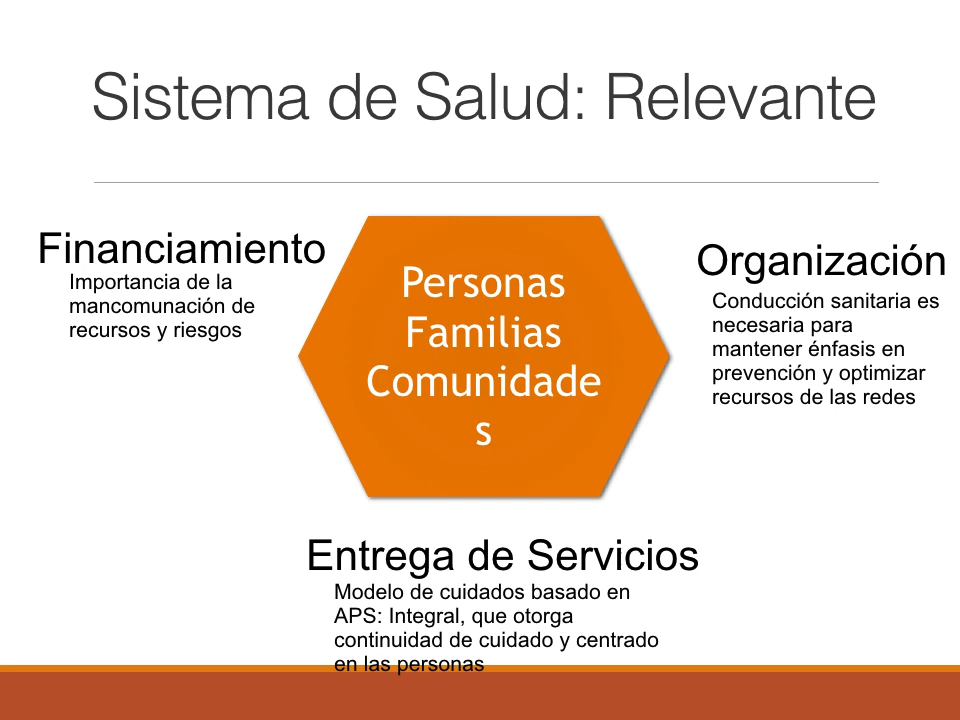 Sistema de Salud: Relevante
Financiamiento
Importancia de la
mancomunación de
recursos y riesgos
Personas
Familias
Comunidade
s
Organización
Conducción sanitaria es
necesaria para
mantener énfasis en
prevención y optimizar
recursos de las redes
Entrega de Servicios
Modelo de cuidados basado en
APS: Integral, que otorga
continuidad de cuidado y centrado
en las personas